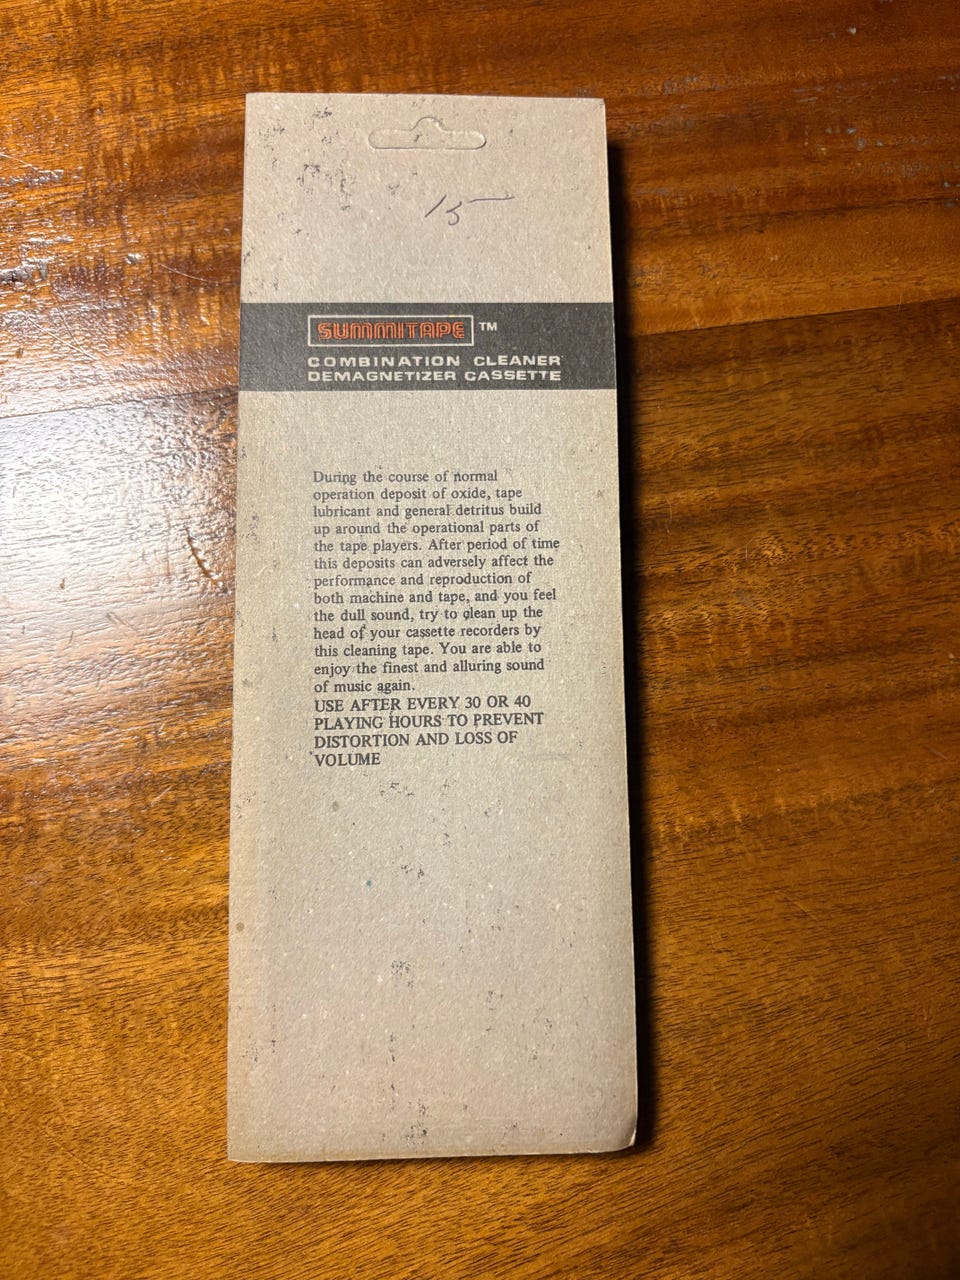 15
SUMMITAPE ™
COMBINATION CLEANER
DEMAGNETIZER CASSETTE
During the course of normal
operation deposit of oxide, tape
lubricant and general detritus build
up around the operational parts of
the tape players. After period of time
this deposits can adversely affect the
performance and reproduction of
both machine and tape, and you feel
the dull sound, try to clean up the
head of your cassette recorders by
this cleaning tape. You are able to
enjoy the finest and alluring sound
of music again.
USE AFTER EVERY 30 OR 40
PLAYING HOURS TO PREVENT
DISTORTION AND LOSS OF
VOLUME